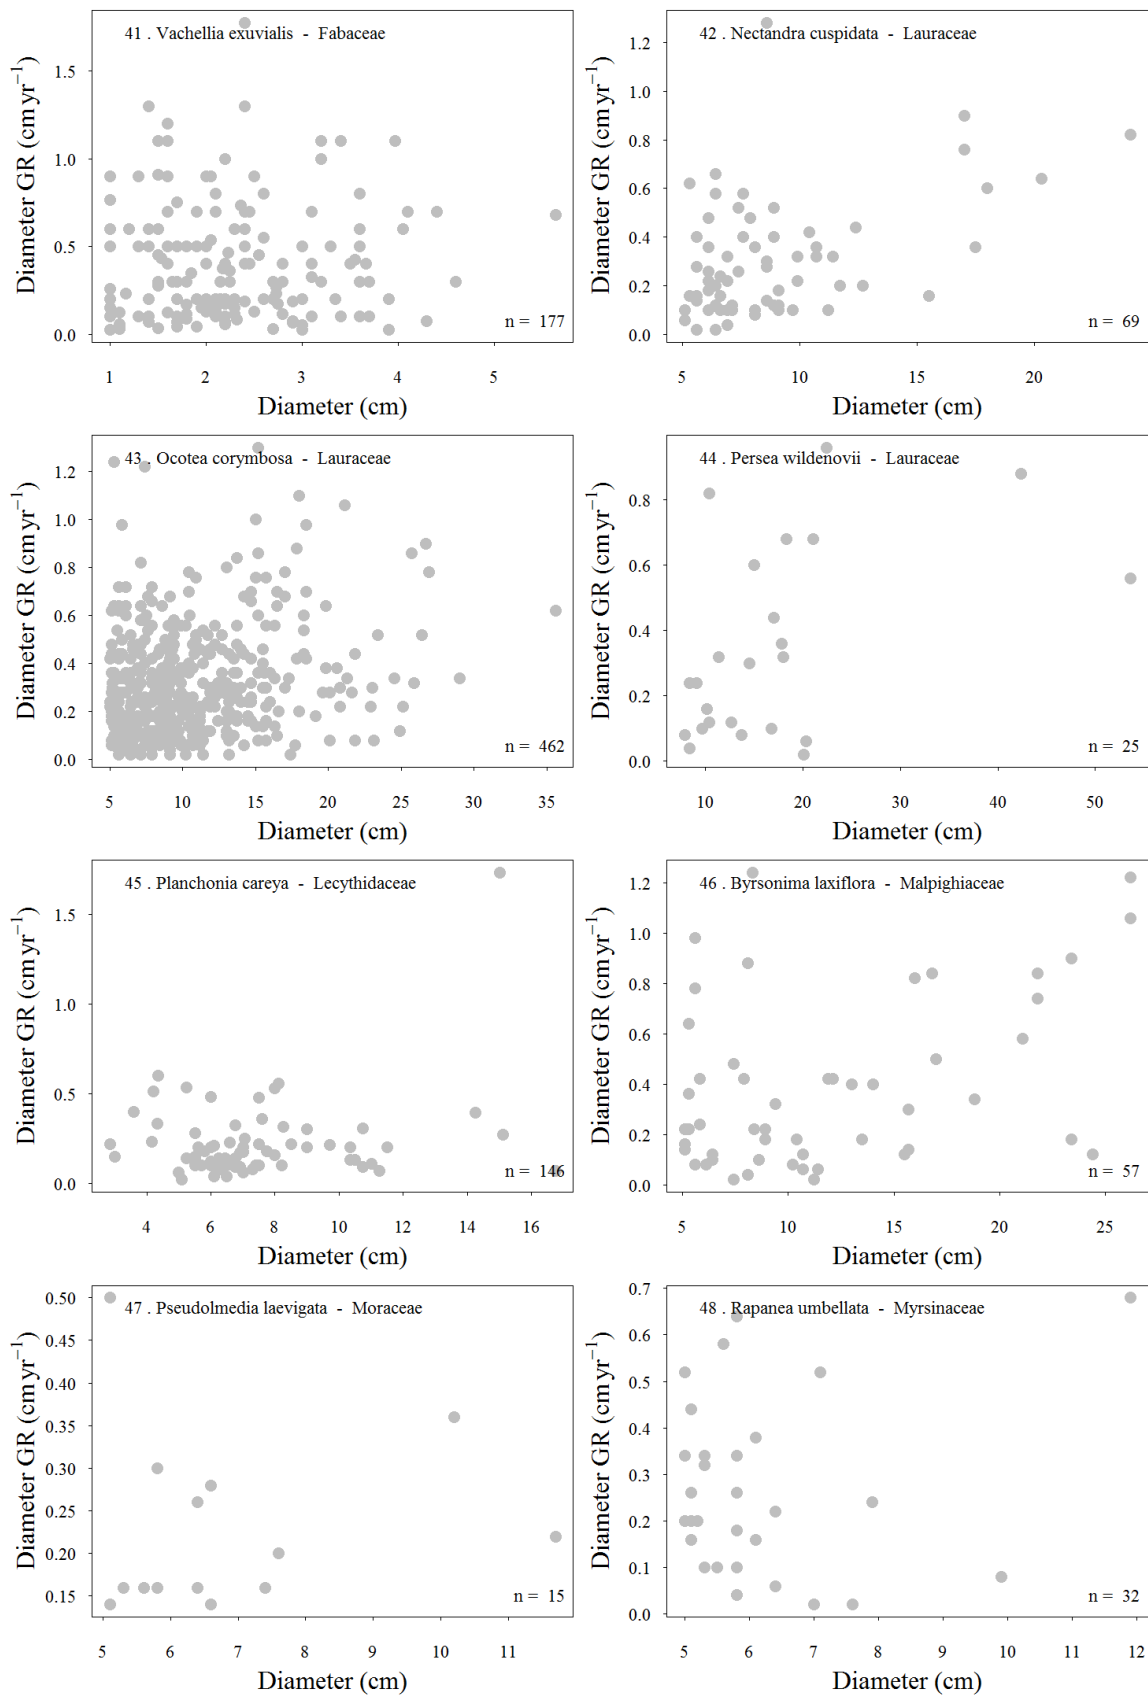 41 . Vachellia exuvialis - Fabaceae
Diameter GR (cm yr⁻¹)
1.5
1.0
0.5
0.0
n = 177
1 2 3 4 5
Diameter (cm)
42 . Nectandra cuspidata - Lauraceae
Diameter GR (cm yr⁻¹)
1.2
1.0
0.8
0.6
0.4
0.2
0.0
n = 69
5 10 15 20
Diameter (cm)
43 . Ocotea corymbosa - Lauraceae
Diameter GR (cm yr⁻¹)
1.2
1.0
0.8
0.6
0.4
0.2
0.0
n = 462
5 10 15 20 25 30 35
Diameter (cm)
44 . Persea wildenovii - Lauraceae
Diameter GR (cm yr⁻¹)
0.8
0.6
0.4
0.2
0.0
n = 25
10 20 30 40 50
Diameter (cm)
45 . Planchonia careya - Lecythidaceae
Diameter GR (cm yr⁻¹)
1.5
1.0
0.5
0.0
n = 146
4 6 8 10 12 14 16
Diameter (cm)
46 . Byrsonima laxiflora - Malpighiaceae
Diameter GR (cm yr⁻¹)
1.2
1.0
0.8
0.6
0.4
0.2
0.0
n = 57
5 10 15 20 25
Diameter (cm)
47 . Pseudolmedia laevigata - Moraceae
Diameter GR (cm yr⁻¹)
0.50
0.45
0.40
0.35
0.30
0.25
0.20
0.15
n = 15
5 6 7 8 9 10 11
Diameter (cm)
48 . Rapanea umbellata - Myrsinaceae
Diameter GR (cm yr⁻¹)
0.7
0.6
0.5
0.4
0.3
0.2
0.1
0.0
n = 32
5 6 7 8 9 10 11 12
Diameter (cm)